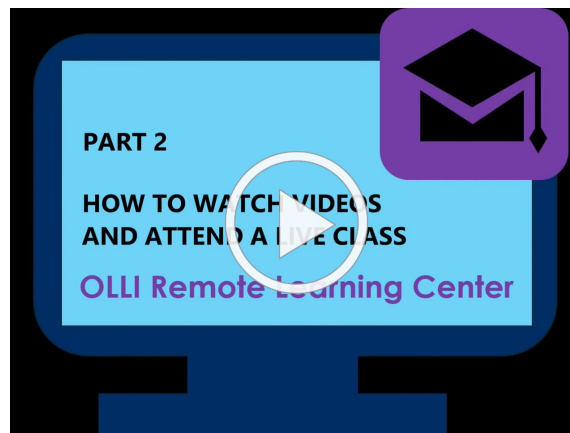 PART 2
HOW TO WATCH VIDEOS
AND ATTEND A LIVE CLASS
OLLI Remote Learning Center